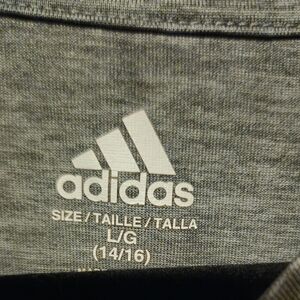 adidas
SIZE/TAILLE/TALLA
L/G
(14/16)